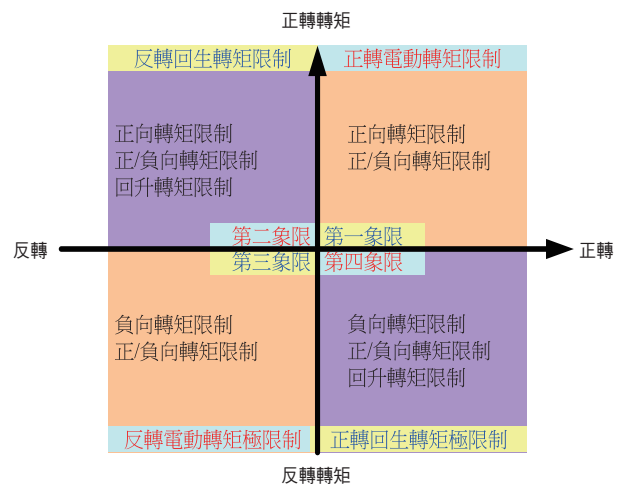 正轉轉矩
反轉回生轉矩限制
正轉電動轉矩限制
正向轉矩限制
正/負向轉矩限制
回升轉矩限制
正向轉矩限制
正/負向轉矩限制
第二象限
第一象限
反轉
正轉
第三象限
第四象限
負向轉矩限制
正/負向轉矩限制
負向轉矩限制
正/負向轉矩限制
回升轉矩限制
反轉電動轉矩極限制
正轉回生轉矩極限制
反轉轉矩